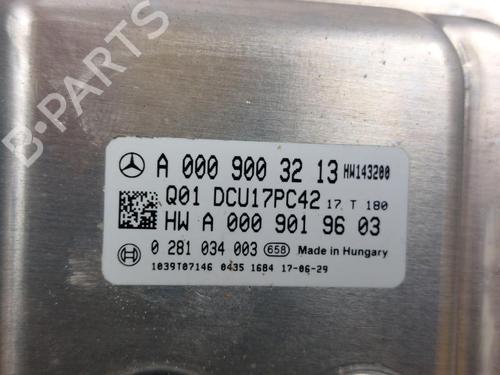 B-PARTS
A 000 900 32 13 HW143200
Q01 DCU17PC42 17 T 180
HW A 000 901 96 03
0 281 034 003 658 Made in Hungary
1039T07146 0435 1684 17-06-29